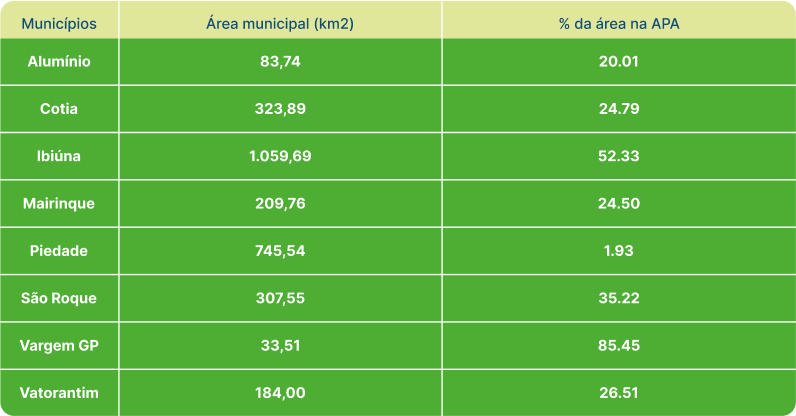 Municípios Área municipal (km2) % da área na APA
Alumínio 83,74 20.01
Cotia 323,89 24.79
Ibiúna 1.059,69 52.33
Mairinque 209,76 24.50
Piedade 745,54 1.93
São Roque 307,55 35.22
Vargem GP 33,51 85.45
Vatorantim 184,00 26.51